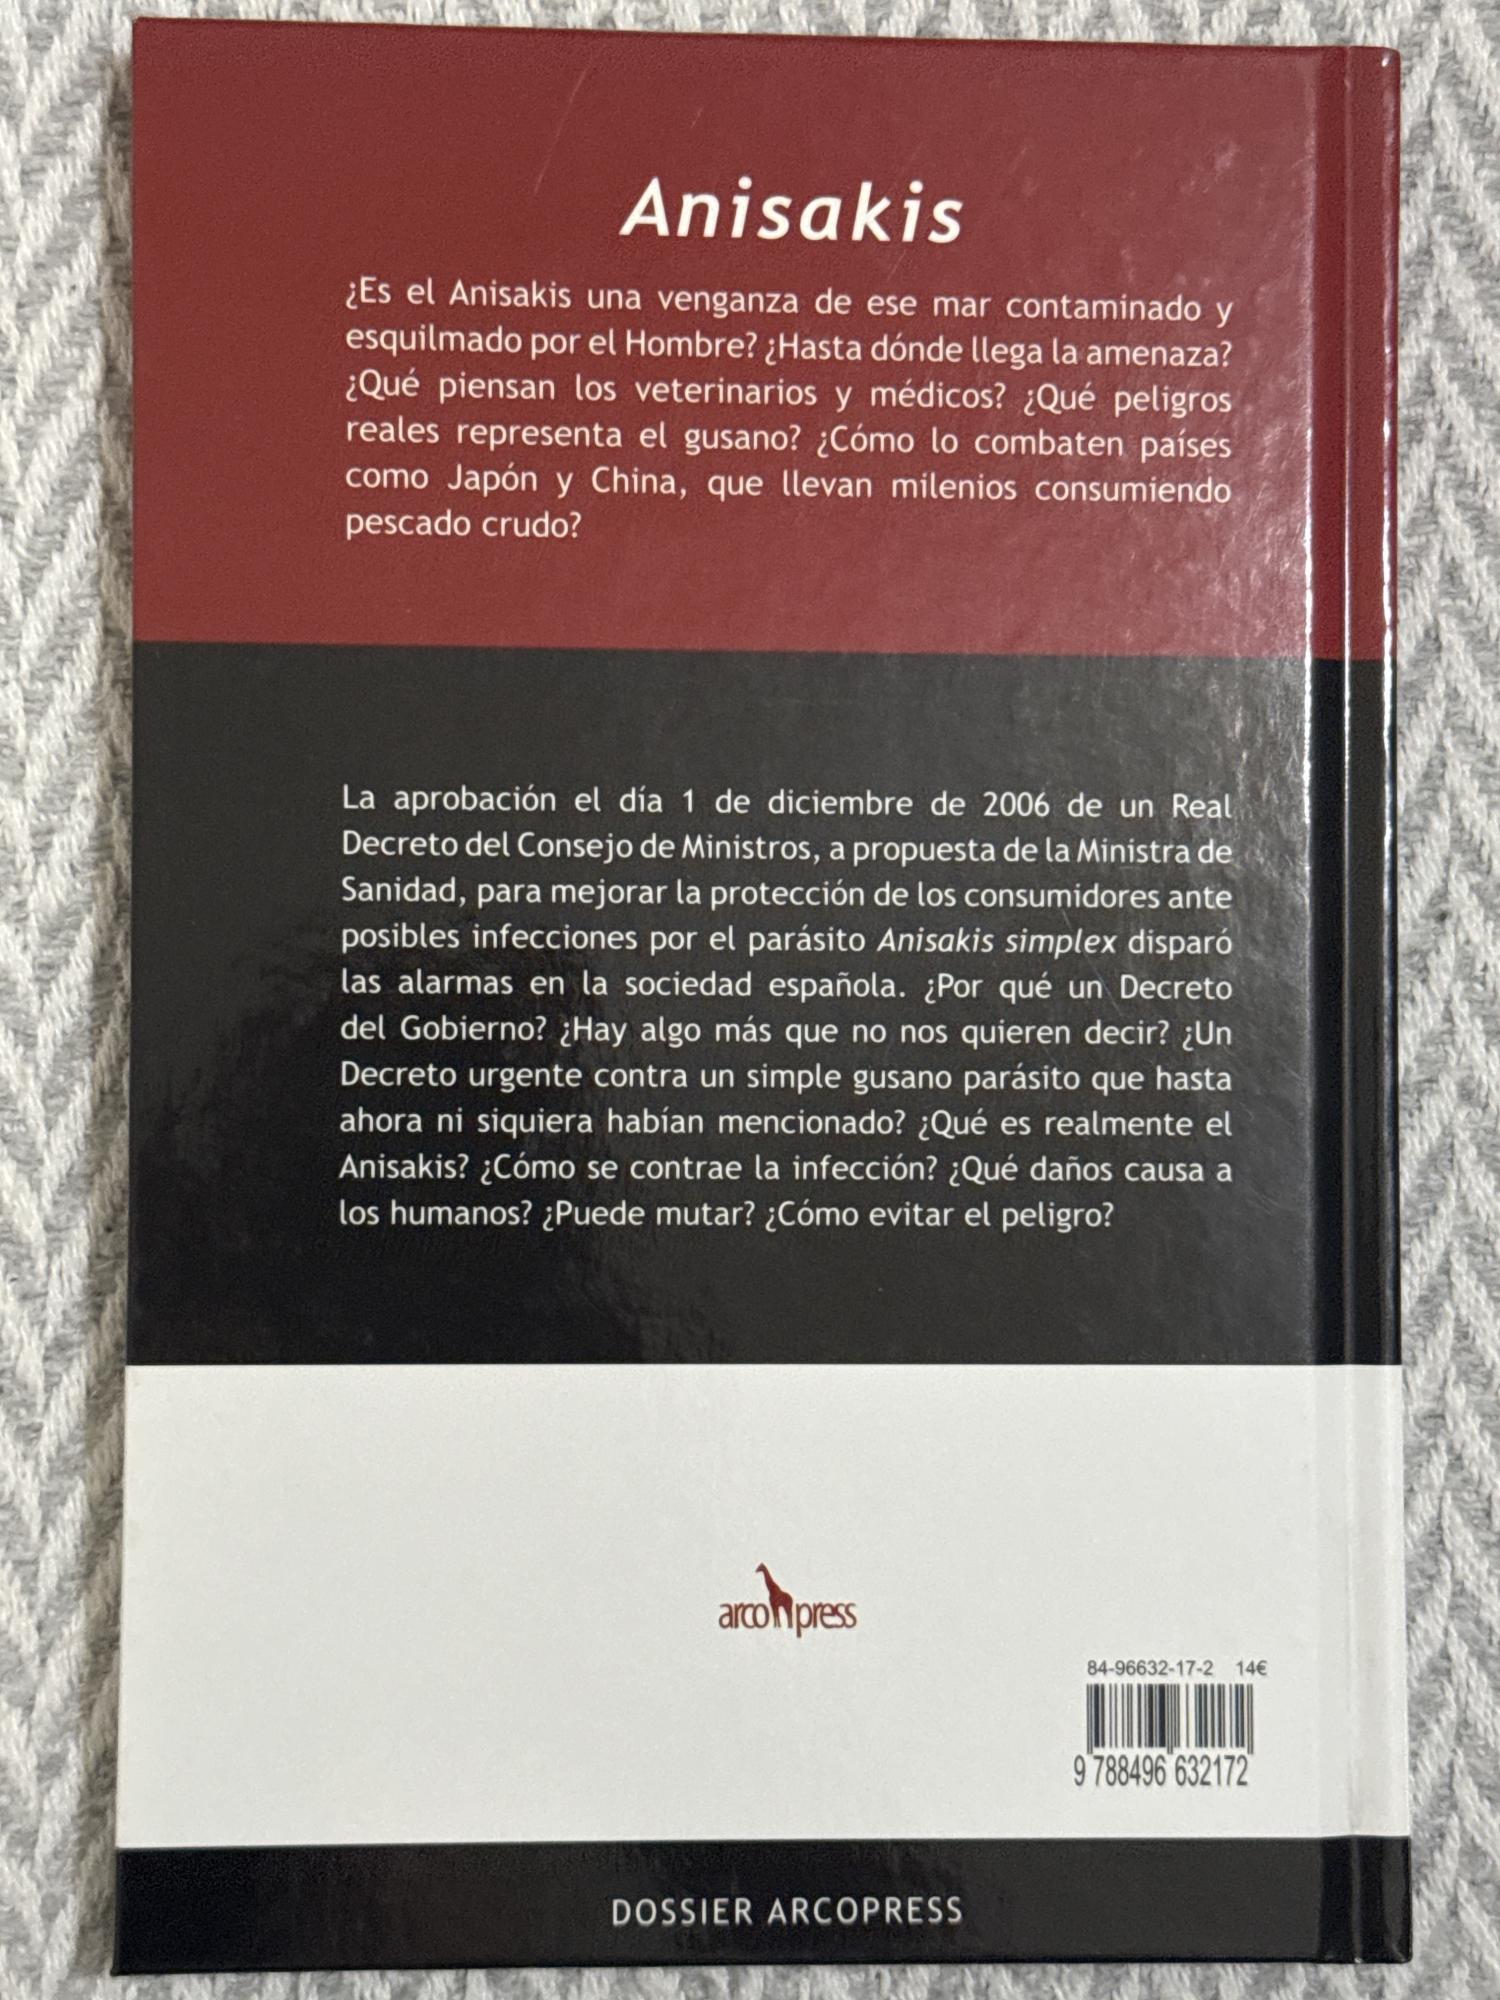 Anisakis
¿Es el Anisakis una venganza de ese mar contaminado y
esquilmado por el Hombre? ¿Hasta dónde llega la amenaza?
¿Qué piensan los veterinarios y médicos? ¿Qué peligros
reales representa el gusano? ¿Cómo lo combaten países
como Japón y China, que llevan milenios consumiendo
pescado crudo?
La aprobación el día 1 de diciembre de 2006 de un Real
Decreto del Consejo de Ministros, a propuesta de la Ministra de
Sanidad, para mejorar la protección de los consumidores ante
posibles infecciones por el parásito Anisakis simplex disparó
las alarmas en la sociedad española. ¿Por qué un Decreto
del Gobierno? ¿Hay algo más que no nos quieren decir? ¿Un
Decreto urgente contra un simple gusano parásito que hasta
ahora ni siquiera habían mencionado? ¿Qué es realmente el
Anisakis? ¿Cómo se contrae la infección? ¿Qué daños causa a
los humanos? ¿Puede mutar? ¿Cómo evitar el peligro?
arcopress
84-96632-17-2 14€
9 788496 632172
DOSSIER ARCOPRESS